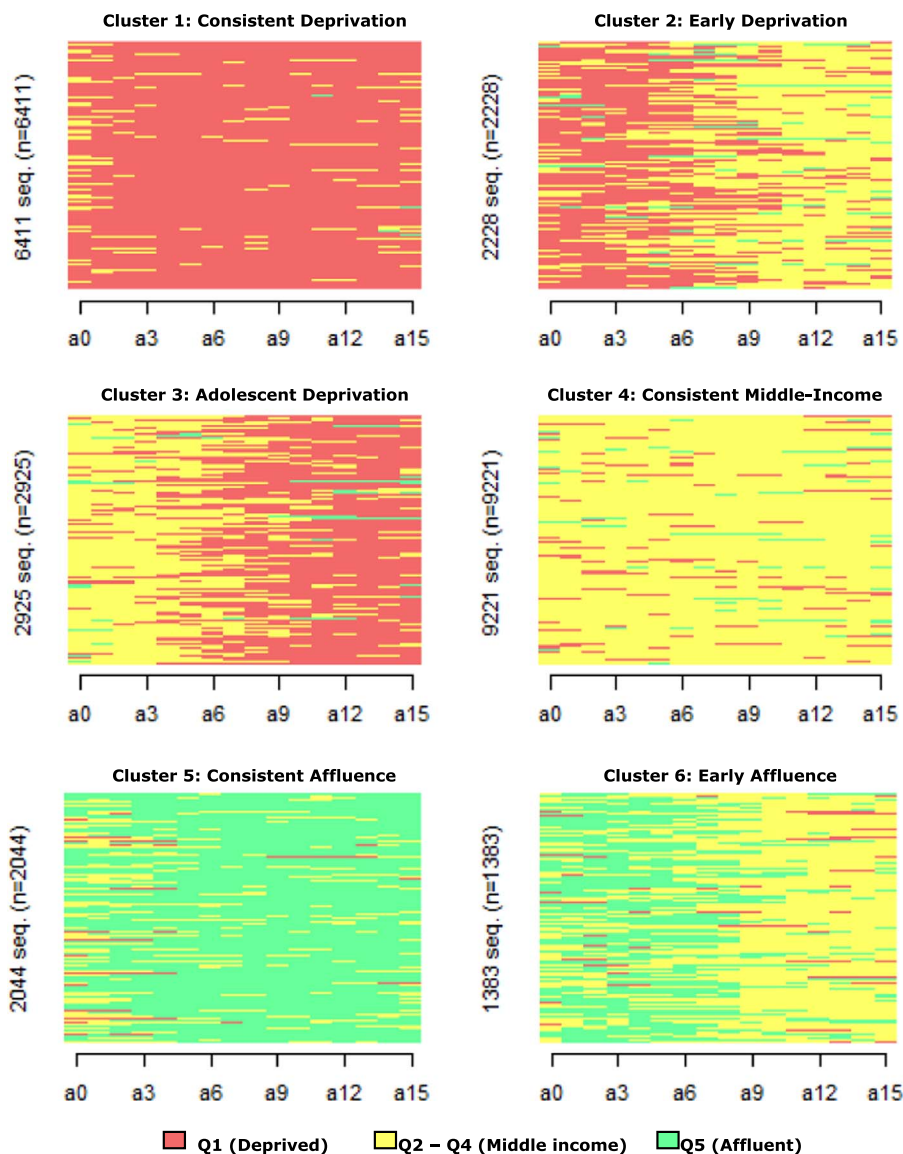 Cluster 1: Consistent Deprivation
Cluster 2: Early Deprivation
6411 seq. (n=6411)
2228 seq. (n=2228)
a0 a3 a6 a9 a12 a15
a0 a3 a6 a9 a12 a15
Cluster 3: Adolescent Deprivation
Cluster 4: Consistent Middle–Income
2925 seq. (n=2925)
9221 seq. (n=9221)
a0 a3 a6 a9 a12 a15
a0 a3 a6 a9 a12 a15
Cluster 5: Consistent Affluence
Cluster 6: Early Affluence
2044 seq. (n=2044)
1383 seq. (n=1383)
a0 a3 a6 a9 a12 a15
a0 a3 a6 a9 a12 a15
Q1 (Deprived) Q2 – Q4 (Middle income) Q5 (Affluent)